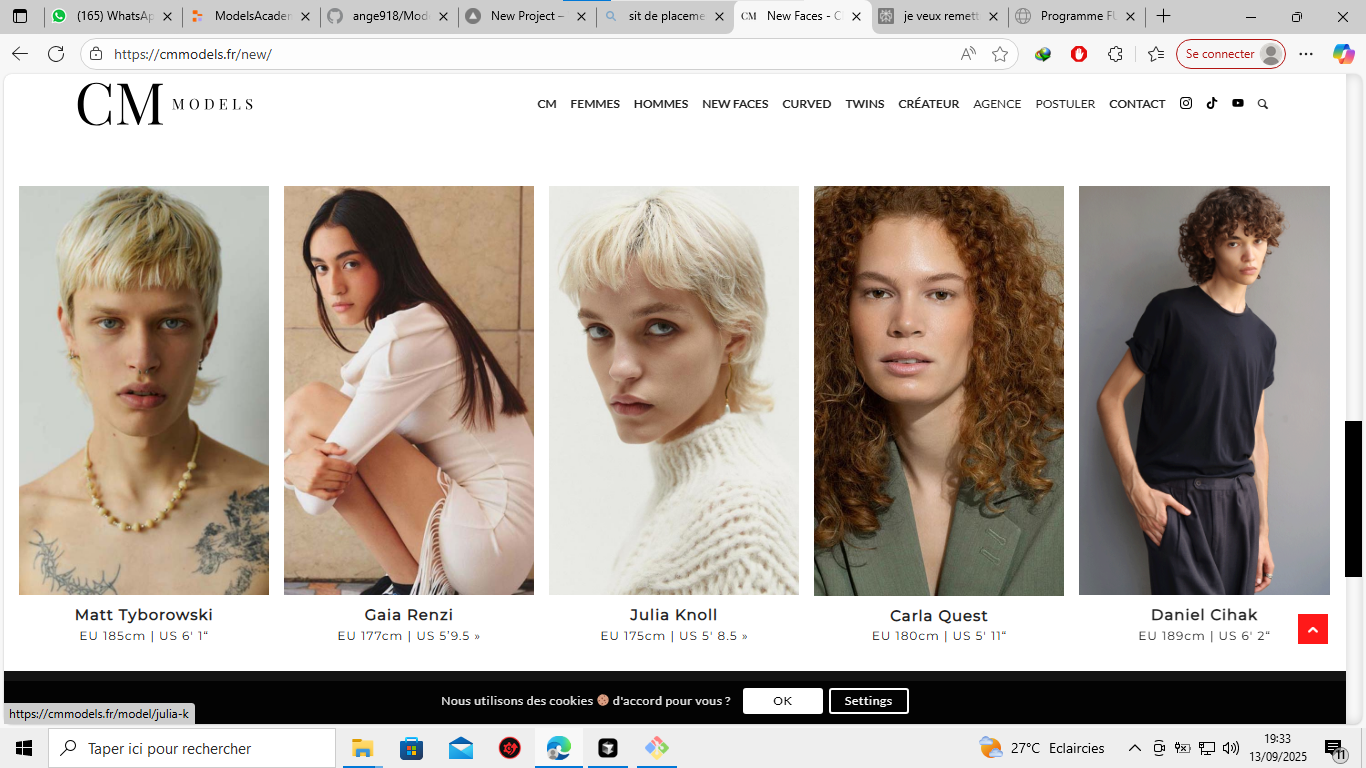 (165) WhatsAp
ModelsAcadem
ange918/Mode
New Project –
sit de placeme
New Faces - C
je veux remett
Programme FU
https://cmmodels.fr/new/
Se connecter
CM MODELS
CM FEMMES HOMMES NEW FACES CURVED TWINS CRÉATEUR AGENCE POSTULER CONTACT
Matt Tyborowski
EU 185cm | US 6' 1“
Gaia Renzi
EU 177cm | US 5’9.5 »
Julia Knoll
EU 175cm | US 5' 8.5 »
Carla Quest
EU 180cm | US 5' 11“
Daniel Cihak
EU 189cm | US 6' 2“
Nous utilisons des cookies 🍪 d'accord pour vous ? OK Settings
https://cmmodels.fr/model/julia-k
Taper ici pour rechercher
27°C Eclaircies
19:33
13/09/2025
11